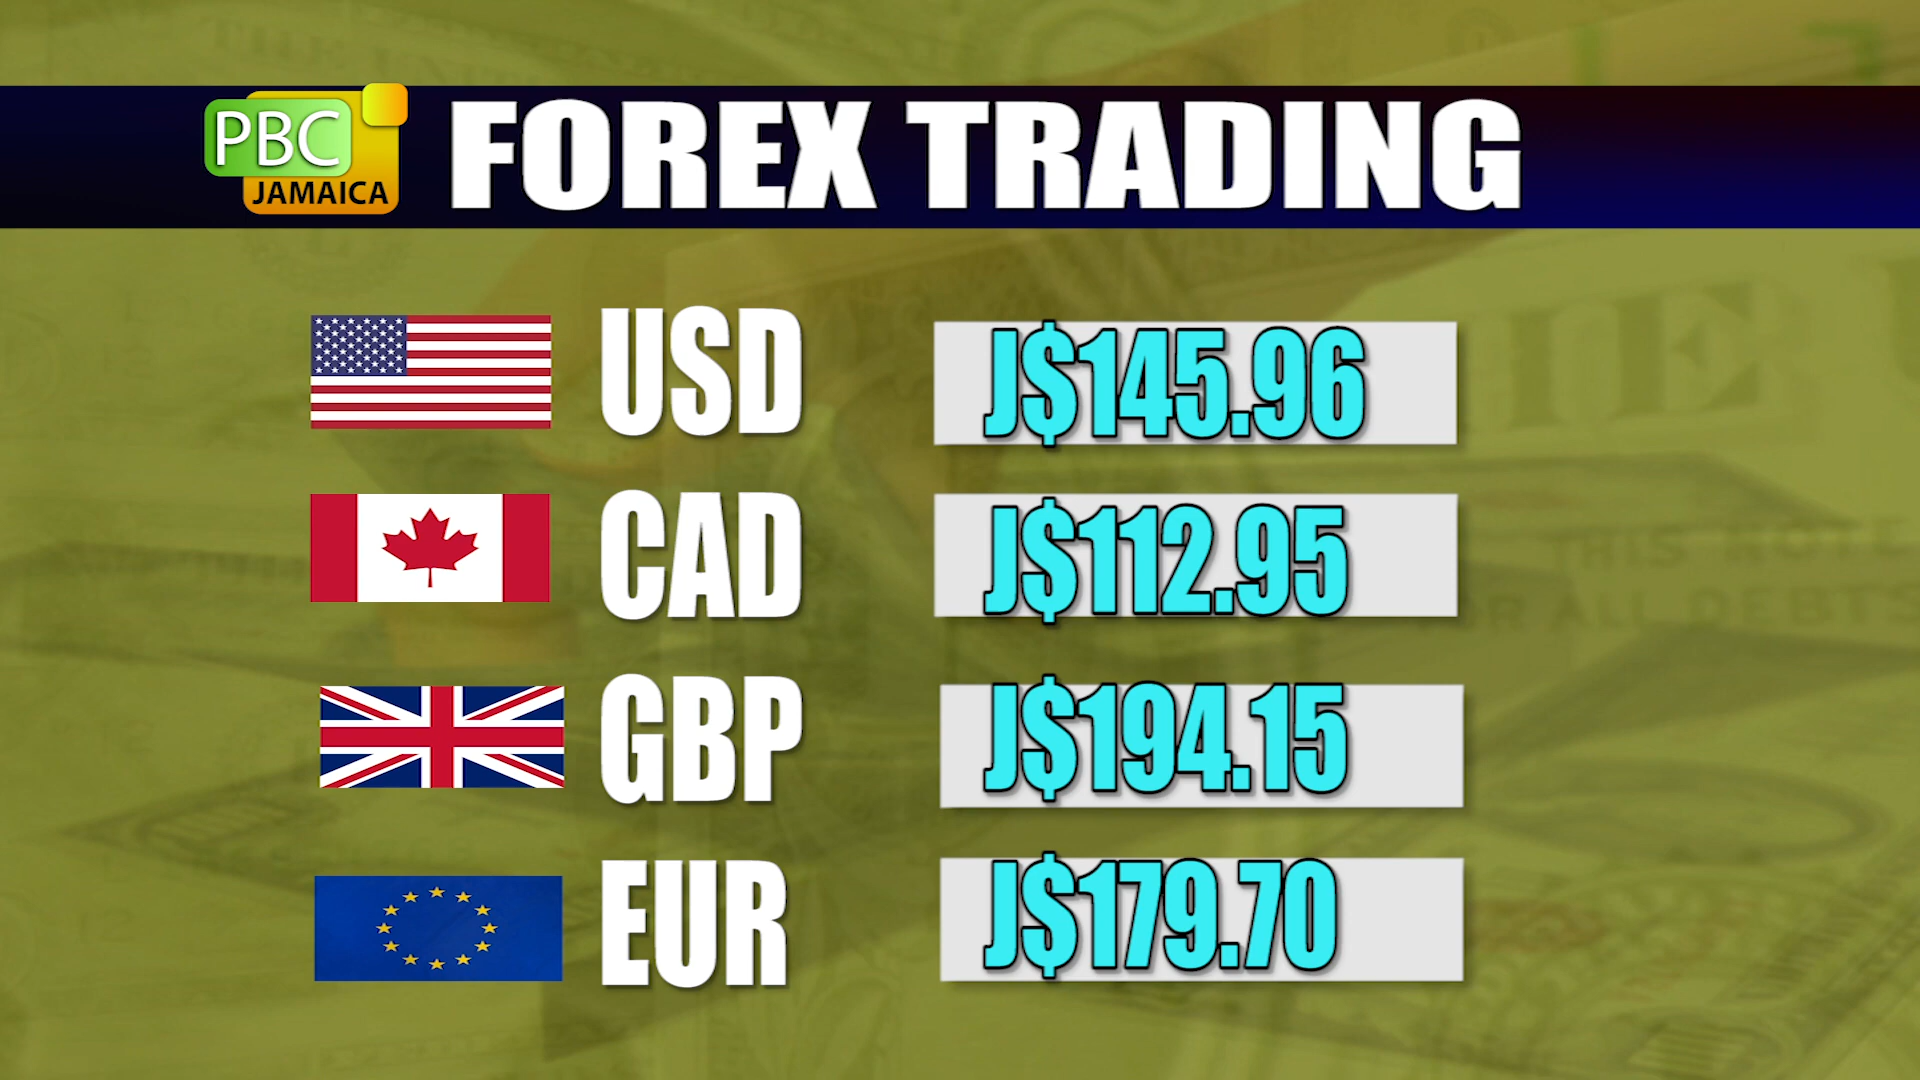 PBC
JAMAICA
FOREX TRADING
USD J$145.96
CAD J$112.95
GBP J$194.15
EUR J$179.70